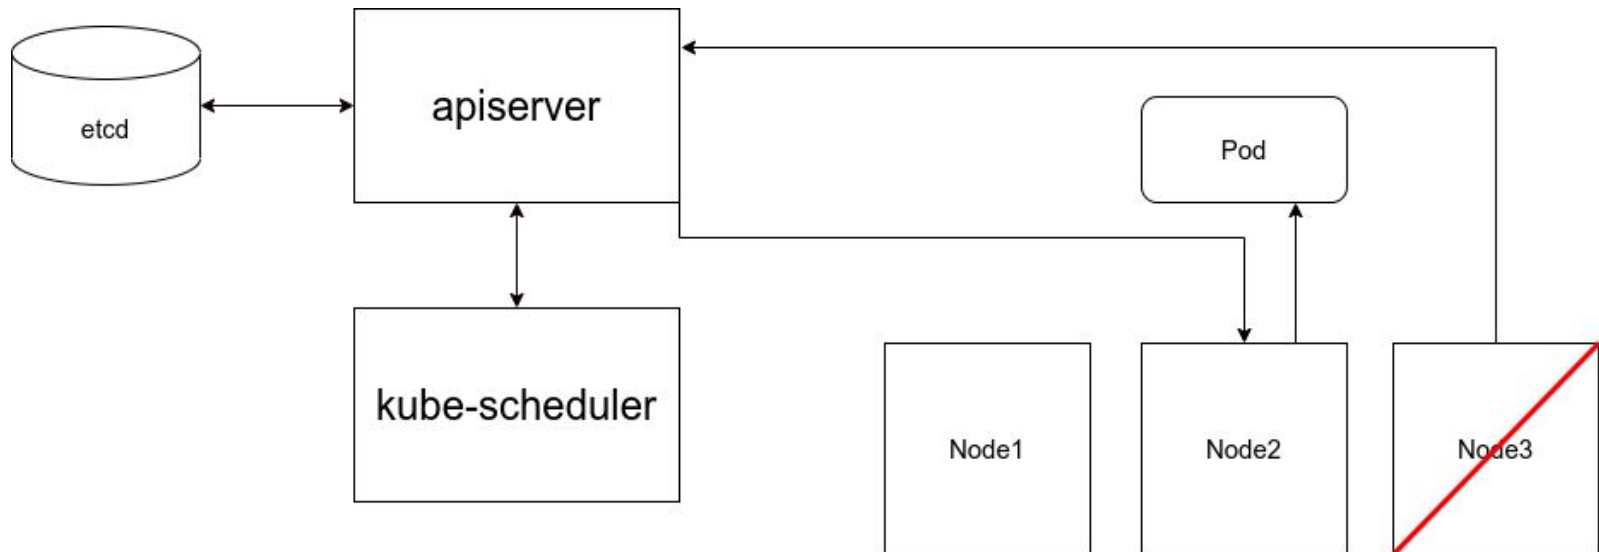 etcd
apiserver
Pod
kube-scheduler
Node1
Node2
Node3